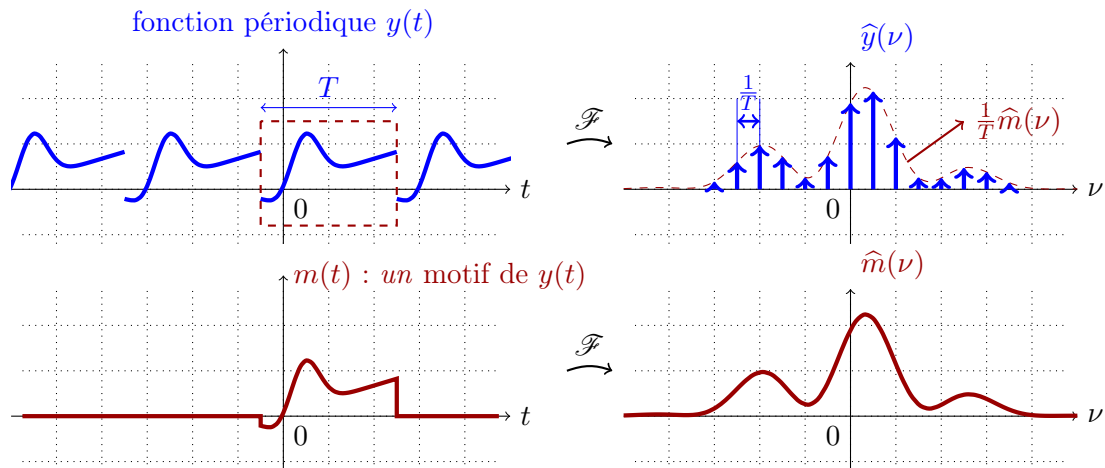 fonction périodique y(t)
T
t
0
ℱ
ŷ(ν)
1/T
1/T m̂(ν)
ν
0
m(t) : un motif de y(t)
t
0
ℱ
m̂(ν)
ν
0